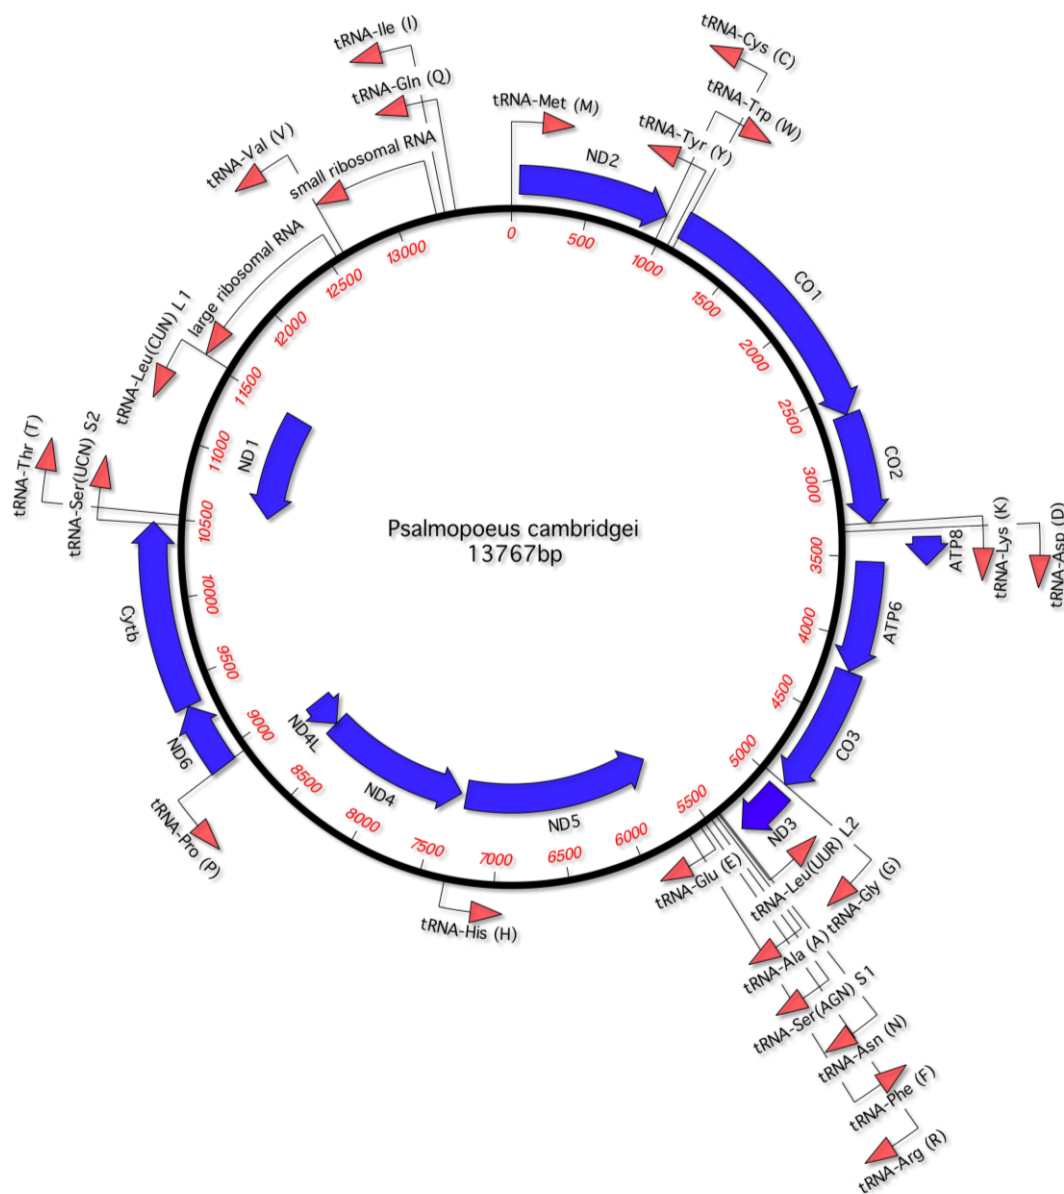 tRNA-Ile (I)
tRNA-Gln (Q)
tRNA-Met (M)
tRNA-Cys (C)
tRNA-Trp (W)
tRNA-Tyr (Y)
tRNA-Val (V)
small ribosomal RNA
large ribosomal RNA
tRNA-Leu(CUN) L1
tRNA-Thr (T)
tRNA-Ser(UCN) S2
ND2
CO1
CO2
tRNA-Lys (K)
tRNA-Asp (D)
ATP8
ATP6
CO3
ND3
tRNA-Gly (G)
tRNA-Leu(UUR) L2
tRNA-Glu (E)
tRNA-Ala (A)
tRNA-Ser(AGN) S1
tRNA-Asn (N)
tRNA-Phe (F)
tRNA-Arg (R)
ND5
tRNA-His (H)
ND4
ND4L
tRNA-Pro (P)
ND6
Cytb
ND1
0
500
1000
1500
2000
2500
3000
3500
4000
4500
5000
5500
6000
6500
7000
7500
8000
8500
9000
9500
10000
10500
11000
11500
12000
12500
13000
Psalmopoeus cambridgei
13767bp